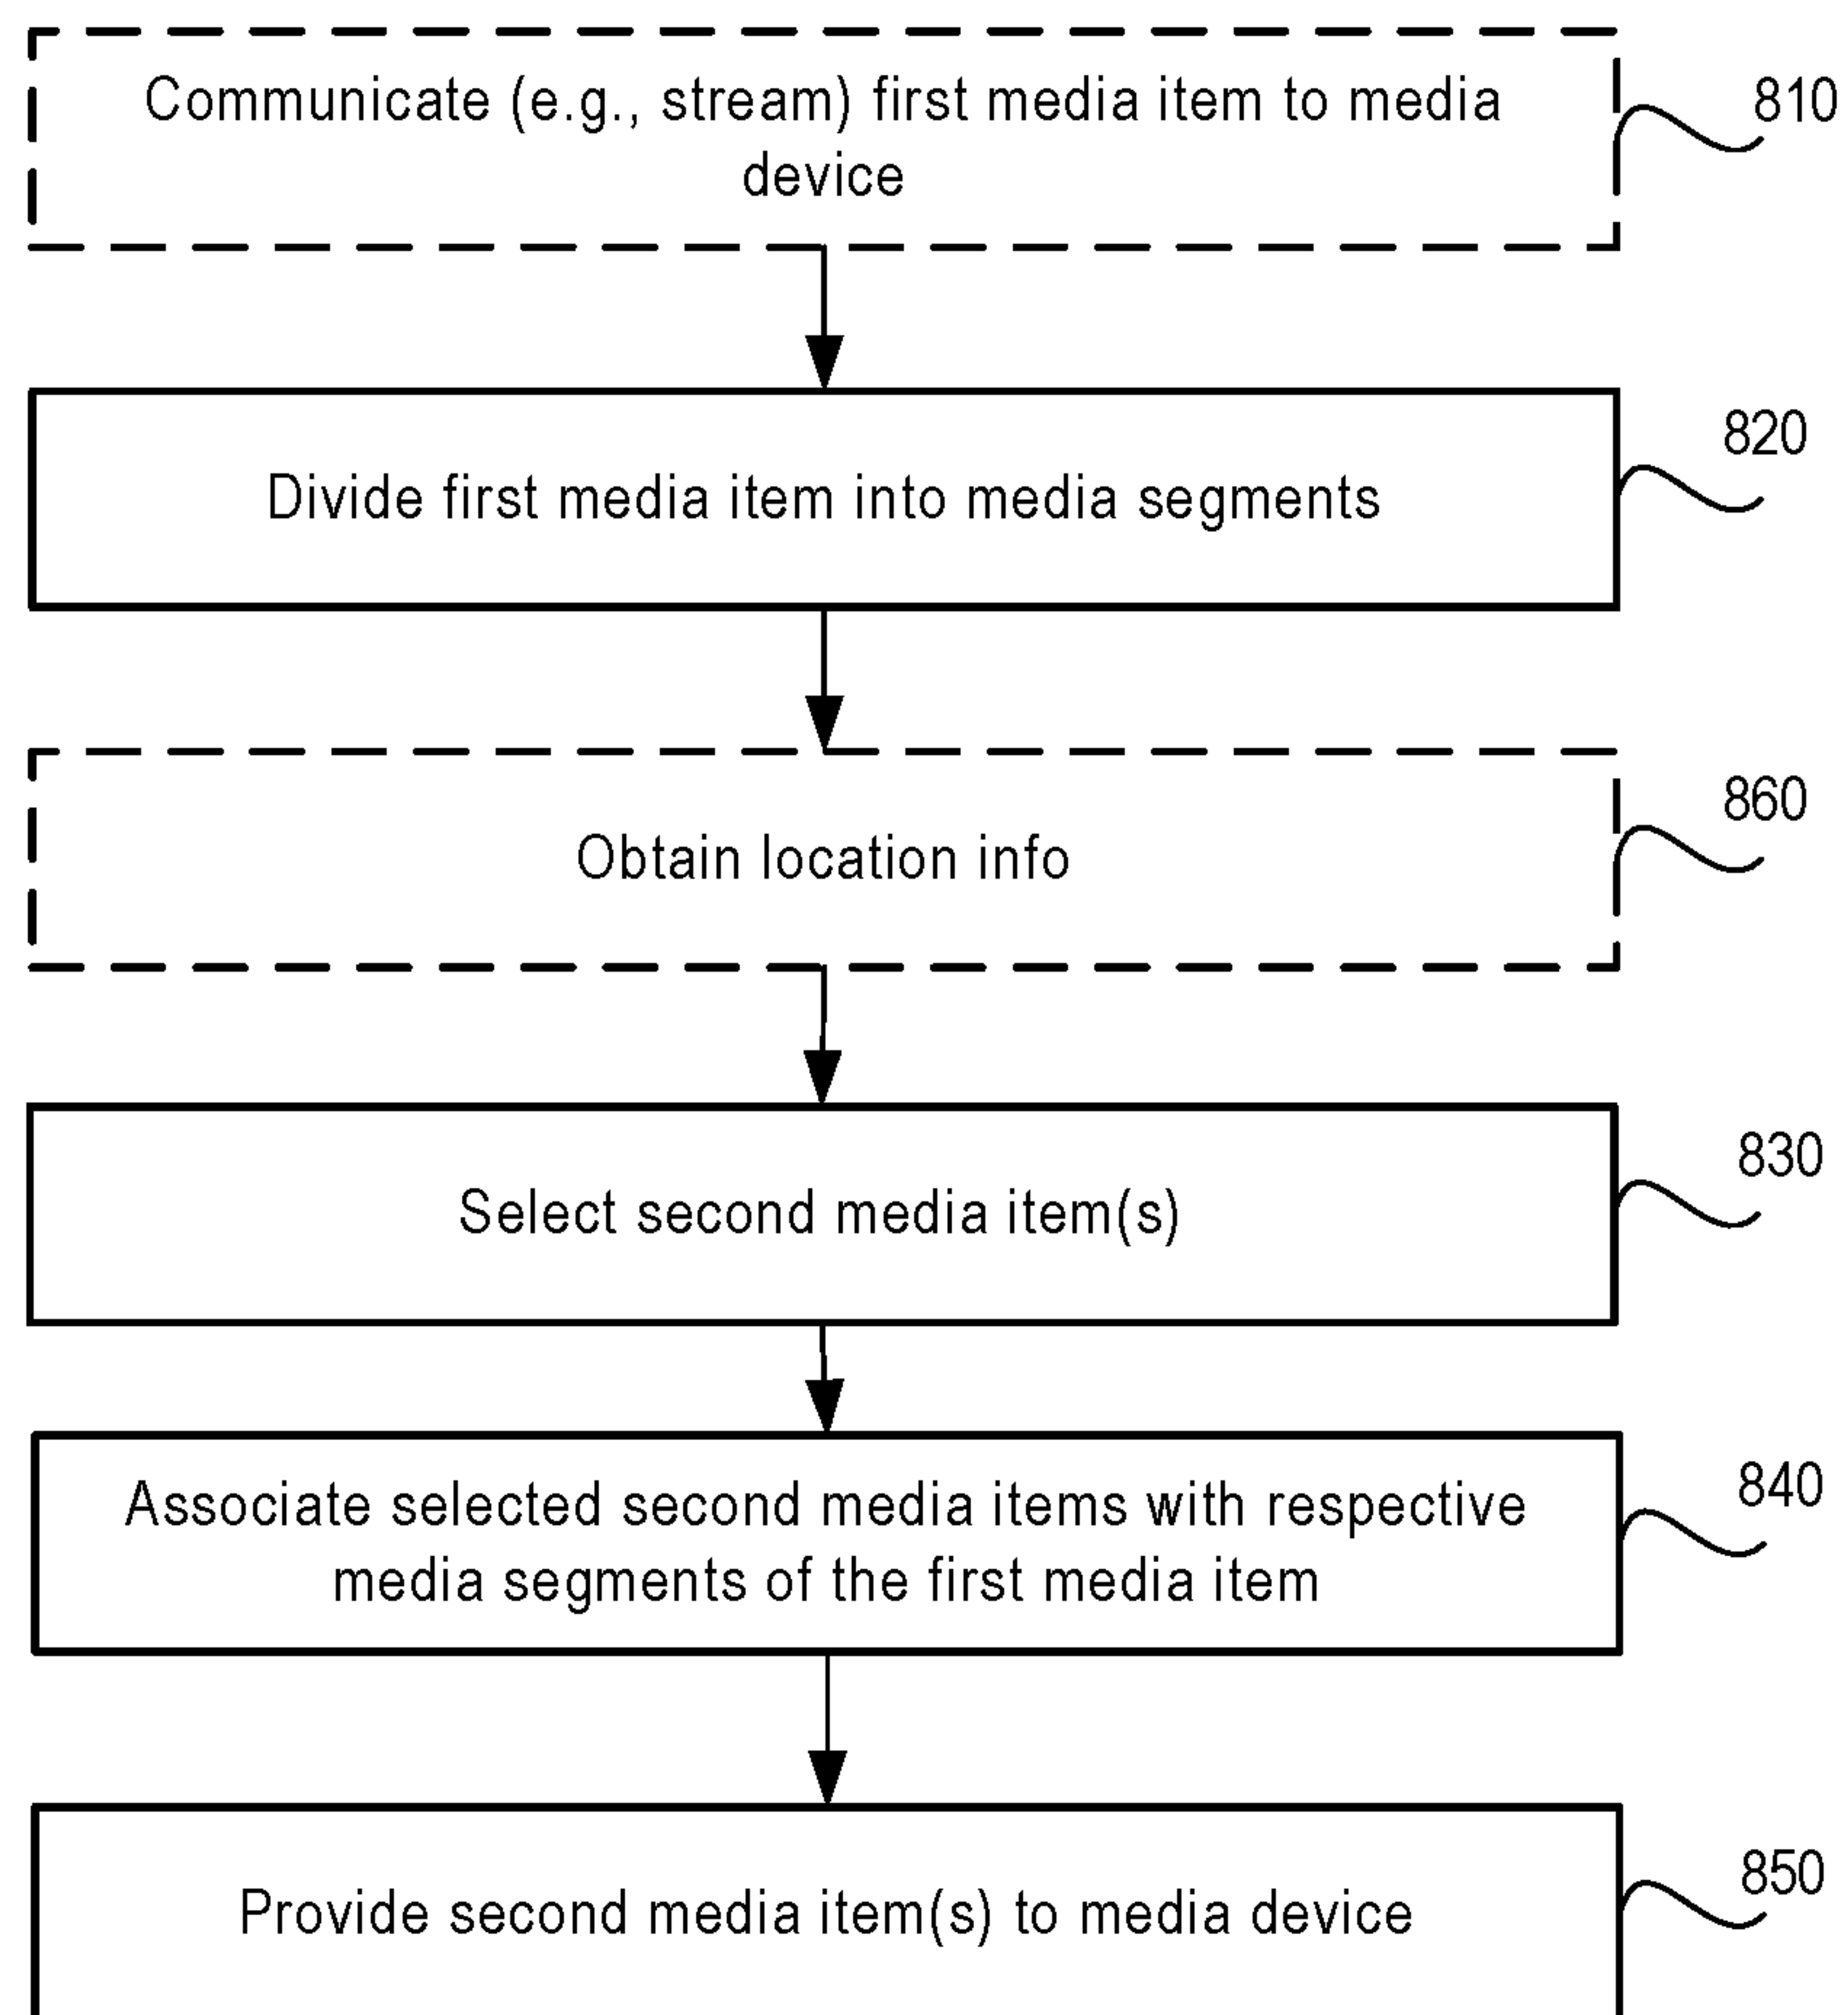 Communicate (e.g., stream) first media item to media
device
810
Divide first media item into media segments
820
Obtain location info
860
Select second media item(s)
830
Associate selected second media items with respective
media segments of the first media item
840
Provide second media item(s) to media device
850